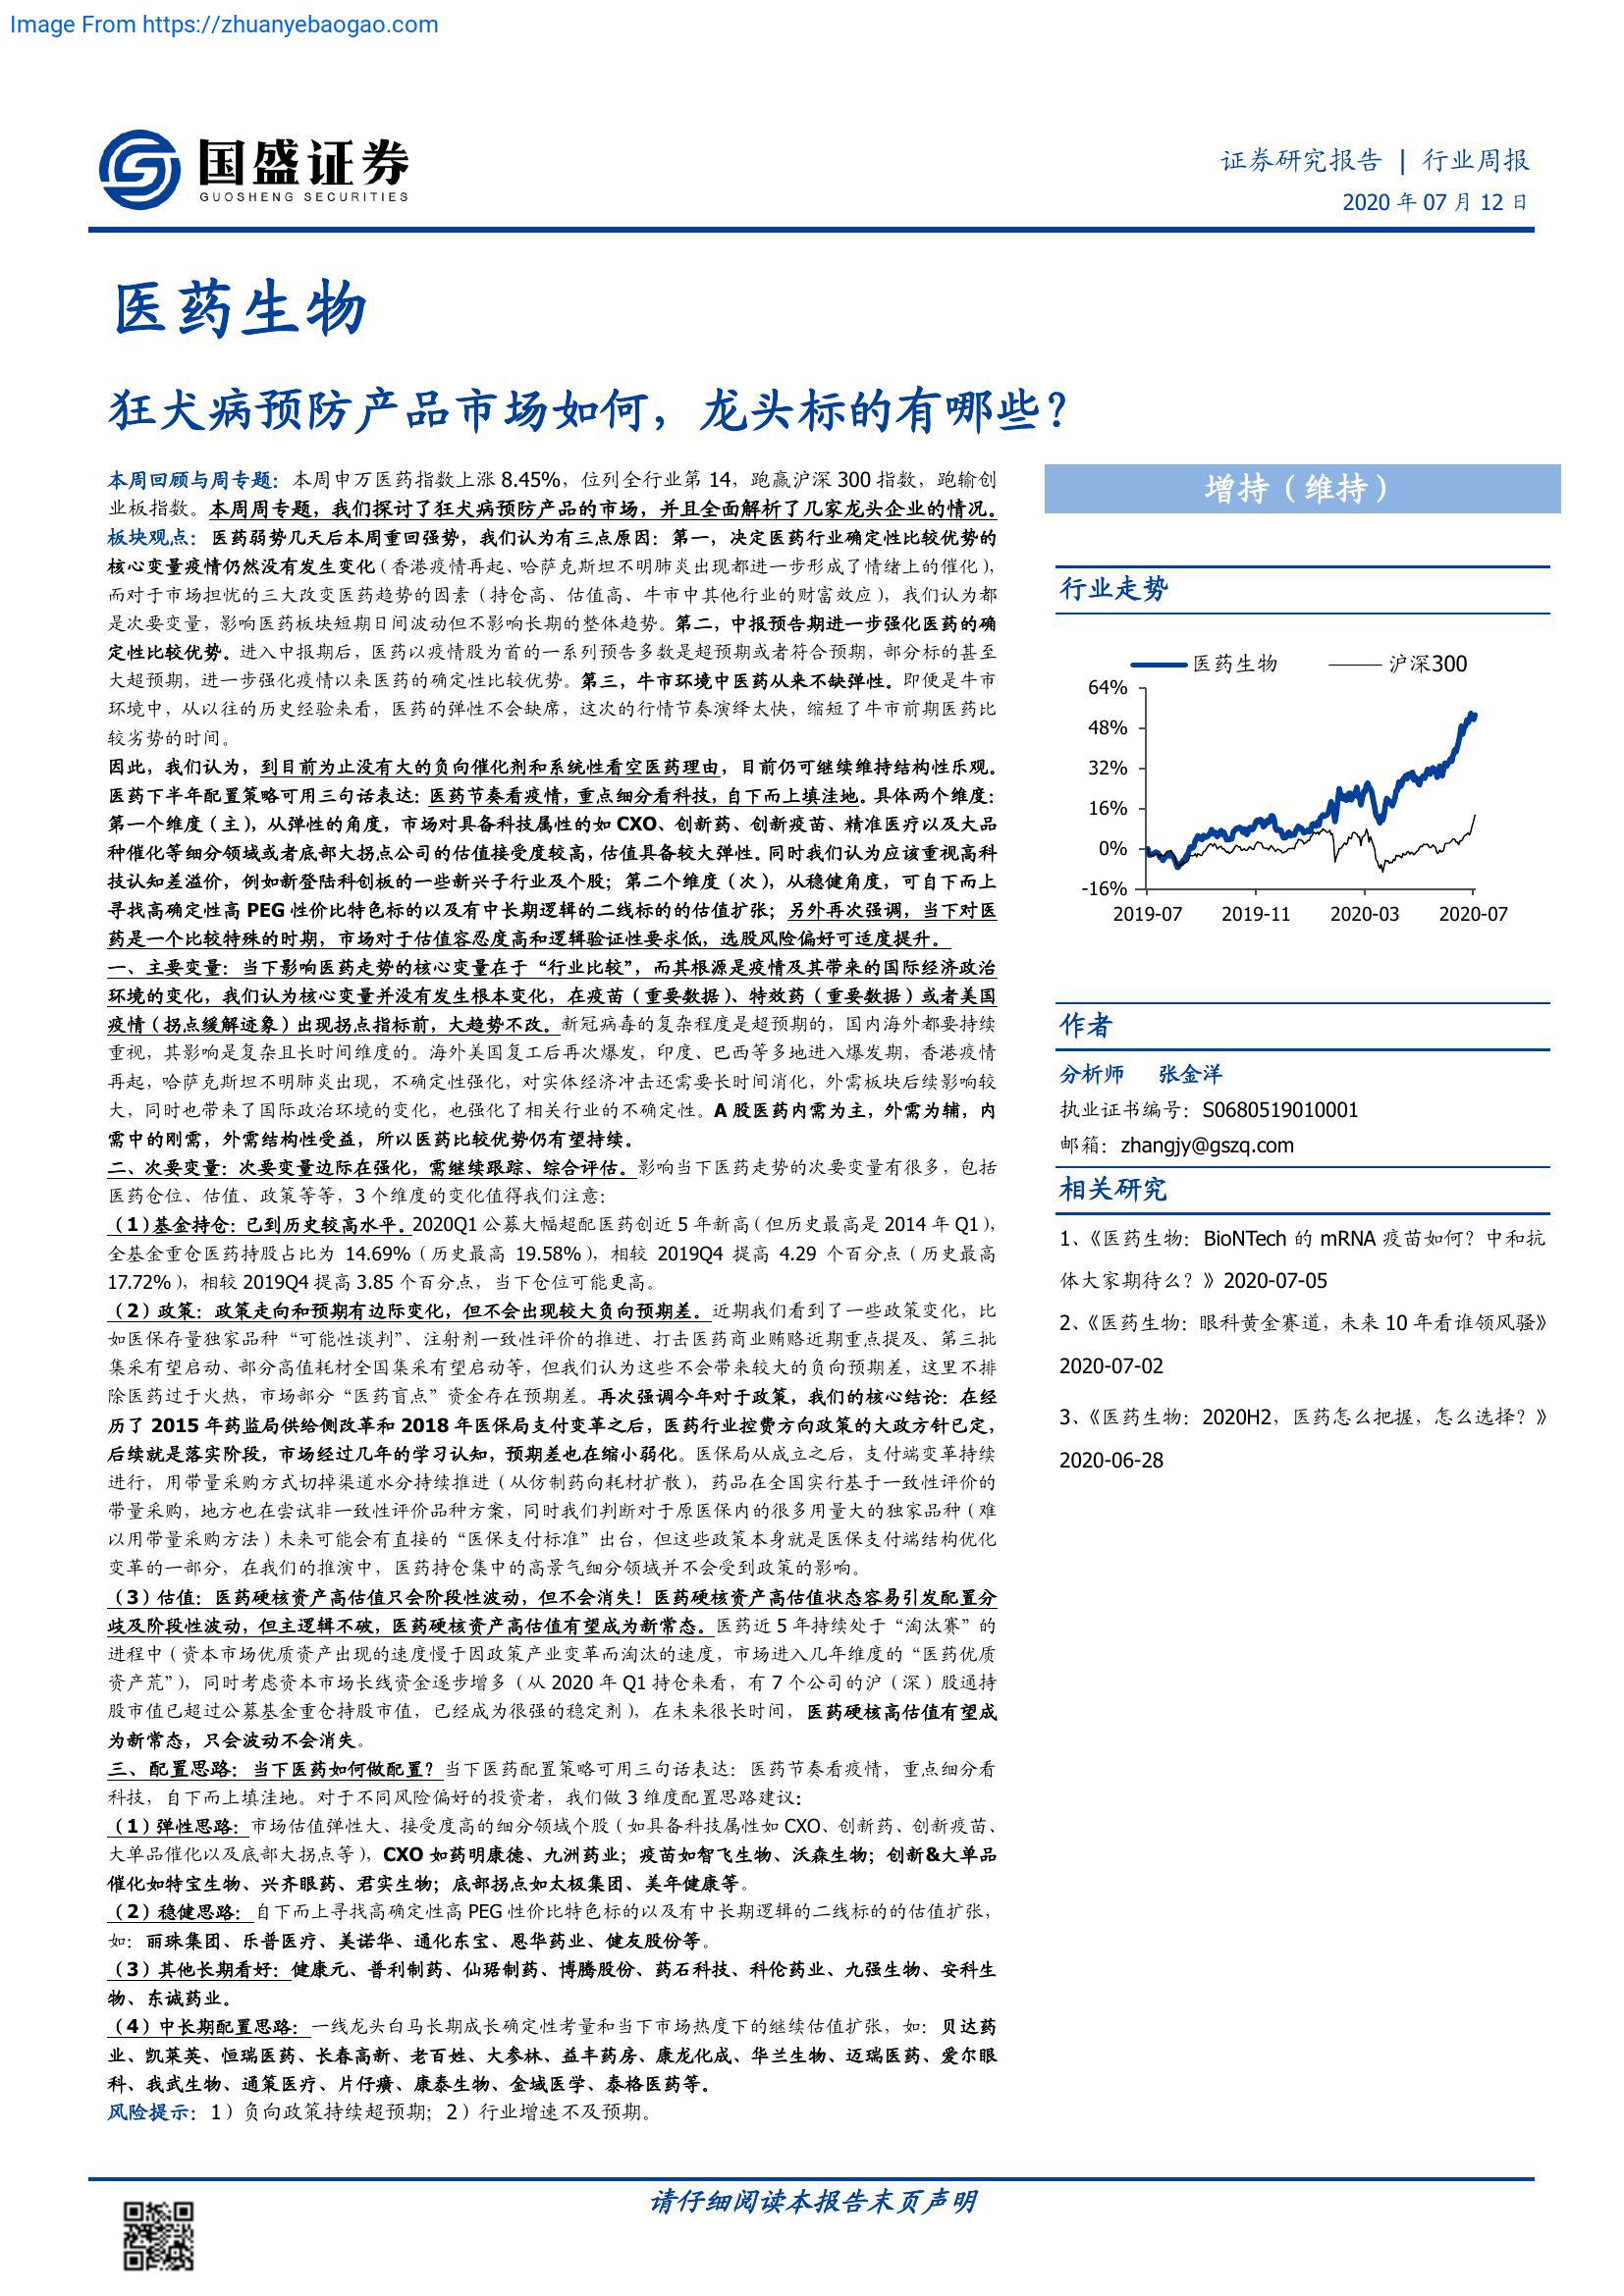 Image From https://zhuanyebaogao.com
国盛证券
GUOSHENG SECURITIES
证券研究报告 | 行业周报
2020 年 07 月 12 日
医药生物
狂犬病预防产品市场如何，龙头标的有哪些？
本周回顾与周专题：本周申万医药指数上涨 8.45%，位列全行业第 14，跑赢沪深 300 指数，跑输创
业板指数。本周周专题，我们探讨了狂犬病预防产品的市场，并且全面解析了几家龙头企业的情况。
板块观点：医药弱势几天后本周重回强势，我们认为有三点原因：第一，决定医药行业确定性比较优势的
核心变量疫情仍然没有发生变化（香港疫情再起、哈萨克斯坦不明肺炎出现都进一步形成了情绪上的催化），
而对于市场担忧的三大改变医药趋势的因素（持仓高、估值高、牛市中其他行业的财富效应），我们认为都
是次要变量，影响医药板块短期日间波动但不影响长期的整体趋势。第二，中报预告期进一步强化医药的确
定性比较优势。进入中报期后，医药以疫情股为首的一系列预告多数是超预期或者符合预期，部分标的甚至
大超预期，进一步强化疫情以来医药的确定性比较优势。第三，牛市环境中医药从来不缺弹性。即便是牛市
环境中，从以往的历史经验来看，医药的弹性不会缺席，这次的行情节奏演绎太快，缩短了牛市前期医药比
较劣势的时间。
因此，我们认为，到目前为止没有大的负向催化剂和系统性看空医药理由，目前仍可继续维持结构性乐观。
医药下半年配置策略可用三句话表达：医药节奏看疫情，重点细分看科技，自下而上填洼地。具体两个维度：
第一个维度（主），从弹性的角度，市场对具备科技属性的如 CXO、创新药、创新疫苗、精准医疗以及大品
种催化等细分领域或者底部大拐点公司的估值接受度较高，估值具备较大弹性。同时我们认为应该重视高科
技认知差溢价，例如新登陆科创板的一些新兴子行业及个股；第二个维度（次），从稳健角度，可自下而上
寻找高确定性高 PEG 性价比特色标的以及有中长期逻辑的二线标的的估值扩张；另外再次强调，当下对医
药是一个比较特殊的时期，市场对于估值容忍度高和逻辑验证性要求低，选股风险偏好可适度提升。
一、主要变量：当下影响医药走势的核心变量在于“行业比较”，而其根源是疫情及其带来的国际经济政治
环境的变化，我们认为核心变量并没有发生根本变化，在疫苗（重要数据）、特效药（重要数据）或者美国
疫情（拐点缓解迹象）出现拐点指标前，大趋势不改。新冠病毒的复杂程度是超预期的，国内海外都要持续
重视，其影响是复杂且长时间维度的。海外美国复工后再次爆发，印度、巴西等多地进入爆发期，香港疫情
再起，哈萨克斯坦不明肺炎出现，不确定性强化，对实体经济冲击还需要长时间消化，外需板块后续影响较
大，同时也带来了国际政治环境的变化，也强化了相关行业的不确定性。A 股医药内需为主，外需为辅，内
需中的刚需，外需结构性受益，所以医药比较优势仍有望持续。
二、次要变量：次要变量边际在强化，需继续跟踪、综合评估。影响当下医药走势的次要变量有很多，包括
医药仓位、估值、政策等等，3 个维度的变化值得我们注意：
（1）基金持仓：已到历史较高水平。2020Q1 公募大幅超配医药创近 5 年新高（但历史最高是 2014 年 Q1），
全基金重仓医药持股占比为 14.69%（历史最高 19.58%），相较 2019Q4 提高 4.29 个百分点（历史最高
17.72%），相较 2019Q4 提高 3.85 个百分点，当下仓位可能更高。
（2）政策：政策走向和预期有边际变化，但不会出现较大负向预期差。近期我们看到了一些政策变化，比
如医保存量独家品种“可能性谈判”、注射剂一致性评价的推进、打击医药商业贿赂近期重点提及、第三批
集采有望启动、部分高值耗材全国集采有望启动等，但我们认为这些不会带来较大的负向预期差，这里不排
除医药过于火热，市场部分“医药盲点”资金存在预期差。再次强调今年对于政策，我们的核心结论：在经
历了 2015 年药监局供给侧改革和 2018 年医保局支付变革之后，医药行业控费方向政策的大政方针已定，
后续就是落实阶段，市场经过几年的学习认知，预期差也在缩小弱化。医保局从成立之后，支付端变革持续
进行，用带量采购方式切掉渠道水分持续推进（从仿制药向耗材扩散），药品在全国实行基于一致性评价的
带量采购，地方也在尝试非一致性评价品种方案，同时我们判断对于原医保内的很多用量大的独家品种（难
以用带量采购方法）未来可能会有直接的“医保支付标准”出台，但这些政策本身就是医保支付端结构优化
变革的一部分，在我们的推演中，医药持仓集中的高景气细分领域并不会受到政策的影响。
（3）估值：医药硬核资产高估值只会阶段性波动，但不会消失！医药硬核资产高估值状态容易引发配置分
歧及阶段性波动，但主逻辑不破，医药硬核资产高估值有望成为新常态。医药近 5 年持续处于“淘汰赛”的
进程中（资本市场优质资产出现的速度慢于因政策产业变革而淘汰的速度，市场进入几年维度的“医药优质
资产荒”），同时考虑资本市场长线资金逐步增多（从 2020 年 Q1 持仓来看，有 7 个公司的沪（深）股通持
股市值已超过公募基金重仓持股市值，已经成为很强的稳定剂），在未来很长时间，医药硬核高估值有望成
为新常态，只会波动不会消失。
三、配置思路：当下医药如何做配置？当下医药配置策略可用三句话表达：医药节奏看疫情，重点细分看
科技，自下而上填洼地。对于不同风险偏好的投资者，我们做 3 维度配置思路建议：
（1）弹性思路：市场估值弹性大、接受度高的细分领域个股（如具备科技属性如 CXO、创新药、创新疫苗、
大单品催化以及底部大拐点等），CXO 如药明康德、九洲药业；疫苗如智飞生物、沃森生物；创新&大单品
催化如特宝生物、兴齐眼药、君实生物；底部拐点如太极集团、美年健康等。
（2）稳健思路：自下而上寻找高确定性高 PEG 性价比特色标的以及有中长期逻辑的二线标的的估值扩张，
如：丽珠集团、乐普医疗、美诺华、通化东宝、恩华药业、健友股份等。
（3）其他长期看好：健康元、普利制药、仙琚制药、博腾股份、药石科技、科伦药业、九强生物、安科生
物、东诚药业。
（4）中长期配置思路：一线龙头白马长期成长确定性考量和当下市场热度下的继续估值扩张，如：贝达药
业、凯莱英、恒瑞医药、长春高新、老百姓、大参林、益丰药房、康龙化成、华兰生物、迈瑞医药、爱尔眼
科、我武生物、通策医疗、片仔癀、康泰生物、金域医学、泰格医药等。
风险提示：1）负向政策持续超预期；2）行业增速不及预期。
增持（维持）
行业走势
医药生物 沪深300
64%
48%
32%
16%
0%
-16%
2019-07 2019-11 2020-03 2020-07
作者
分析师 张金洋
执业证书编号：S0680519010001
邮箱：zhangjy@gszq.com
相关研究
1、《医药生物：BioNTech 的 mRNA 疫苗如何？中和抗
体大家期待么？》2020-07-05
2、《医药生物：眼科黄金赛道，未来 10 年看谁领风骚》
2020-07-02
3、《医药生物：2020H2，医药怎么把握，怎么选择？》
2020-06-28
请仔细阅读本报告末页声明